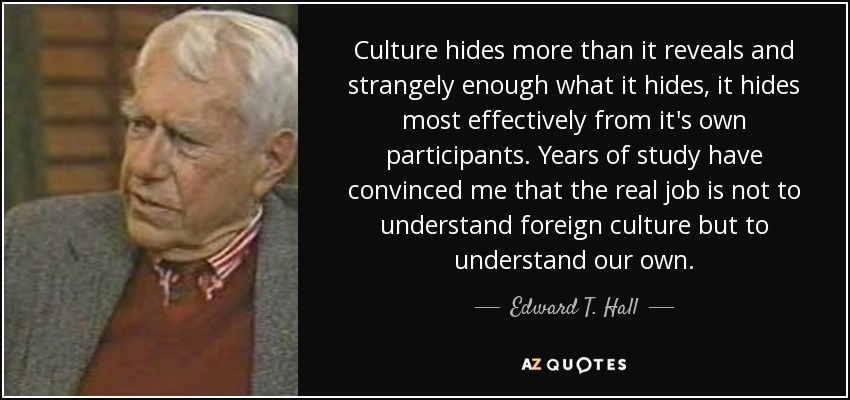 Culture hides more than it reveals and
strangely enough what it hides, it hides
most effectively from it's own
participants. Years of study have
convinced me that the real job is not to
understand foreign culture but to
understand our own.
Edward T. Hall
AZ QUOTES